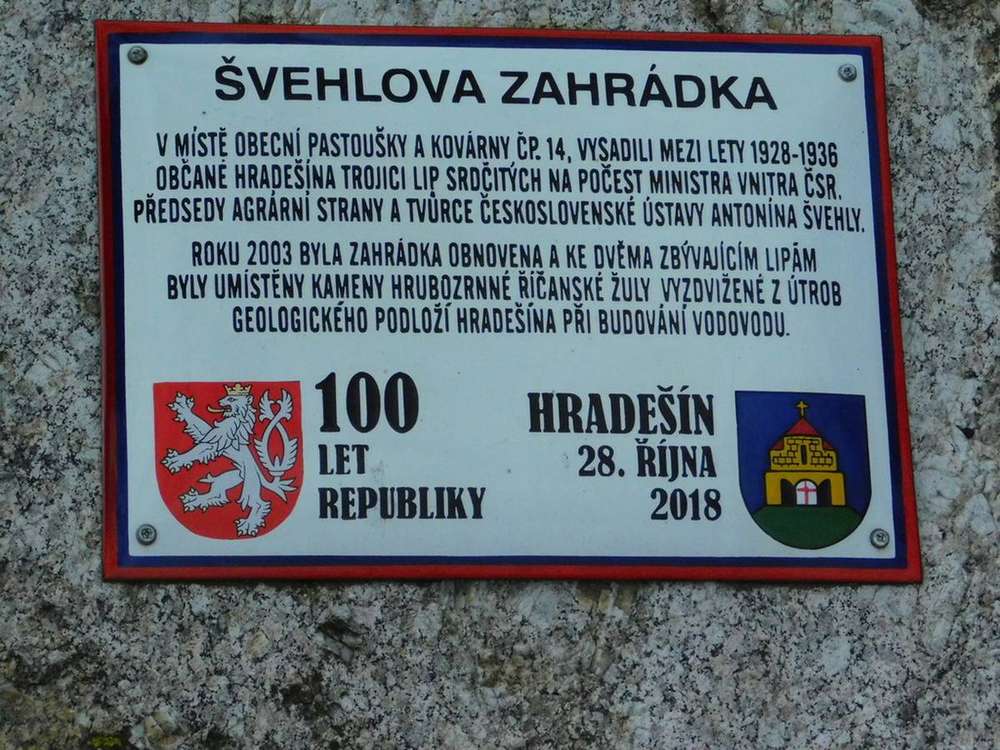 ŠVEHLOVA ZAHRÁDKA
V MÍSTĚ OBECNÍ PASTOUŠKY A KOVÁRNY ČP. 14, VYSADILI MEZI LETY 1928-1936
OBČANÉ HRADEŠÍNA TROJICI LIP SRDČITÝCH NA POČEST MINISTRA VNITRA ČSR,
PŘEDSEDY AGRÁRNÍ STRANY A TVŮRCE ČESKOSLOVENSKÉ ÚSTAVY ANTONÍNA ŠVEHLY.
ROKU 2003 BYLA ZAHRÁDKA OBNOVENA A KE DVĚMA ZBÝVAJÍCÍM LIPÁM
BYLY UMÍSTĚNY KAMENY HRUBOZRNNÉ ŘÍČANSKÉ ŽULY VYZDVIŽENÉ Z ÚTROB
GEOLOGICKÉHO PODLOŽÍ HRADEŠÍNA PŘI BUDOVÁNÍ VODOVODU.
100
LET
REPUBLIKY
HRADEŠÍN
28. ŘÍJNA
2018